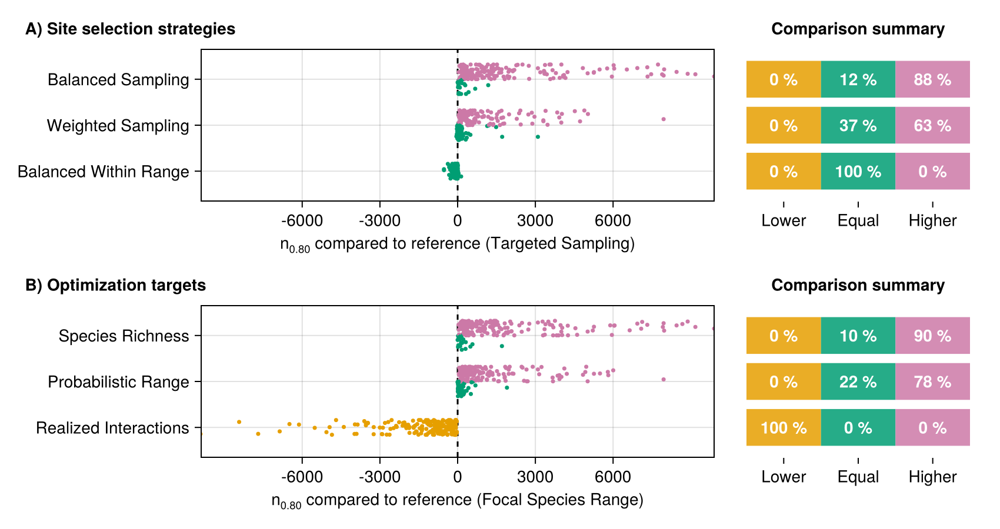 A) Site selection strategies
Comparison summary
Balanced Sampling
0 % 12 % 88 %
Weighted Sampling
0 % 37 % 63 %
Balanced Within Range
0 % 100 % 0 %
-6000 -3000 0 3000 6000
Lower Equal Higher
n0.80 compared to reference (Targeted Sampling)
B) Optimization targets
Comparison summary
Species Richness
0 % 10 % 90 %
Probabilistic Range
0 % 22 % 78 %
Realized Interactions
100 % 0 % 0 %
-6000 -3000 0 3000 6000
Lower Equal Higher
n0.80 compared to reference (Focal Species Range)